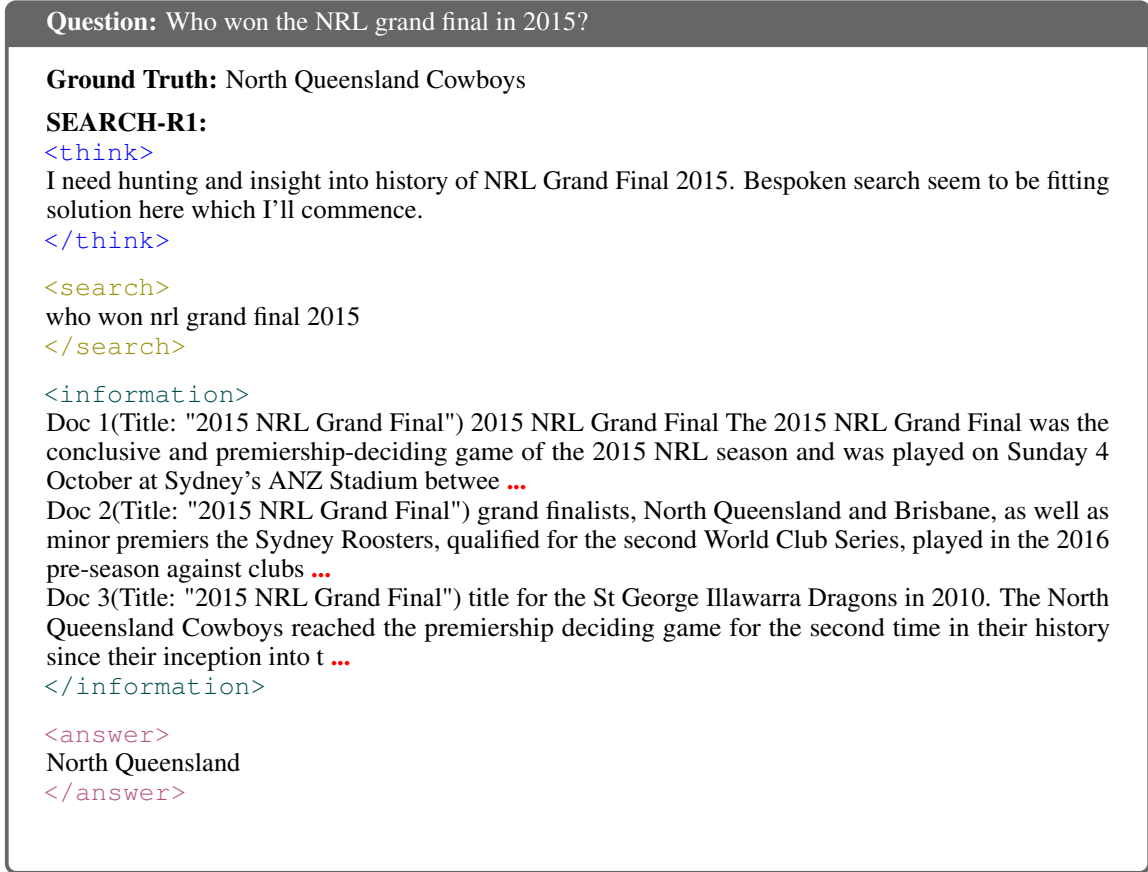 Question: Who won the NRL grand final in 2015?
Ground Truth: North Queensland Cowboys
SEARCH-R1:
<think>
I need hunting and insight into history of NRL Grand Final 2015. Bespoken search seem to be fitting
solution here which I'll commence.
</think>
<search>
who won nrl grand final 2015
</search>
<information>
Doc 1(Title: "2015 NRL Grand Final") 2015 NRL Grand Final The 2015 NRL Grand Final was the
conclusive and premiership-deciding game of the 2015 NRL season and was played on Sunday 4
October at Sydney's ANZ Stadium betwee ...
Doc 2(Title: "2015 NRL Grand Final") grand finalists, North Queensland and Brisbane, as well as
minor premiers the Sydney Roosters, qualified for the second World Club Series, played in the 2016
pre-season against clubs ...
Doc 3(Title: "2015 NRL Grand Final") title for the St George Illawarra Dragons in 2010. The North
Queensland Cowboys reached the premiership deciding game for the second time in their history
since their inception into t ...
</information>
<answer>
North Queensland
</answer>